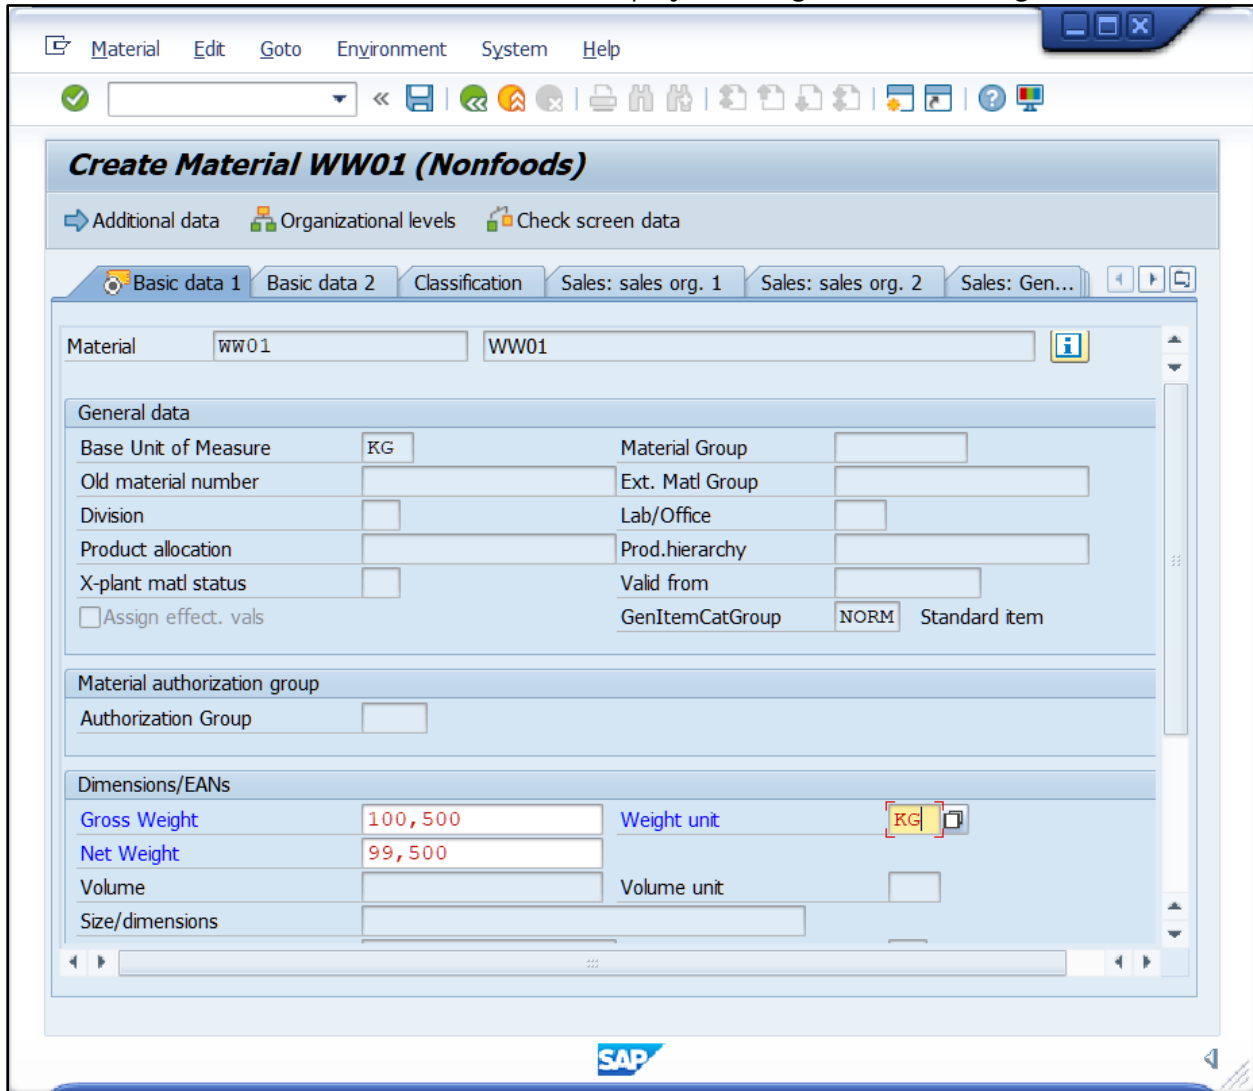 Material Edit Goto Environment System Help
Create Material WW01 (Nonfoods)
Additional data Organizational levels Check screen data
Basic data 1 Basic data 2 Classification Sales: sales org. 1 Sales: sales org. 2 Sales: Gen...
Material WW01 WW01
General data
Base Unit of Measure KG Material Group
Old material number Ext. Matl Group
Division Lab/Office
Product allocation Prod.hierarchy
X-plant matl status Valid from
Assign effect. vals GenItemCatGroup NORM Standard item
Material authorization group
Authorization Group
Dimensions/EANs
Gross Weight 100,500 Weight unit KG
Net Weight 99,500
Volume Volume unit
Size/dimensions
SAP